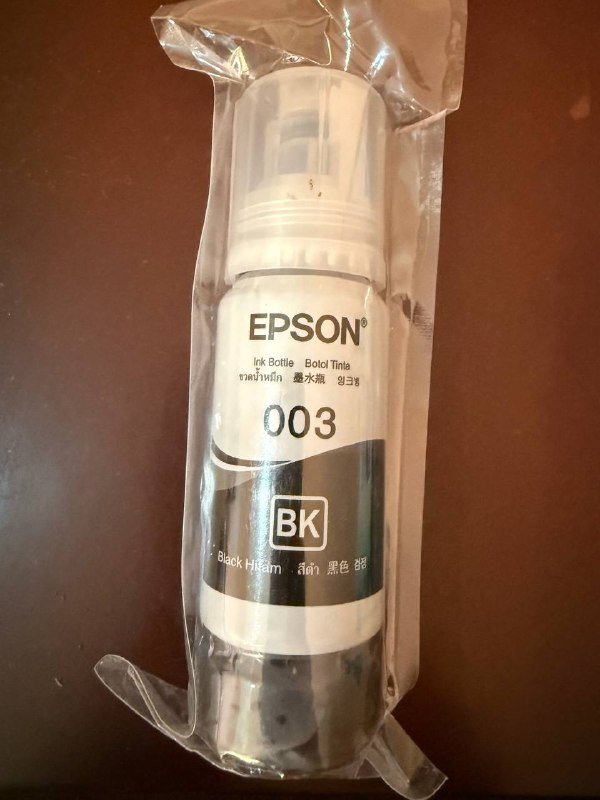 EPSON®
Ink Bottle Botol Tinta
ขวดน้ำหมึก 墨水瓶 잉크병
003
BK
Black Hitam สีดำ 黑色 검정